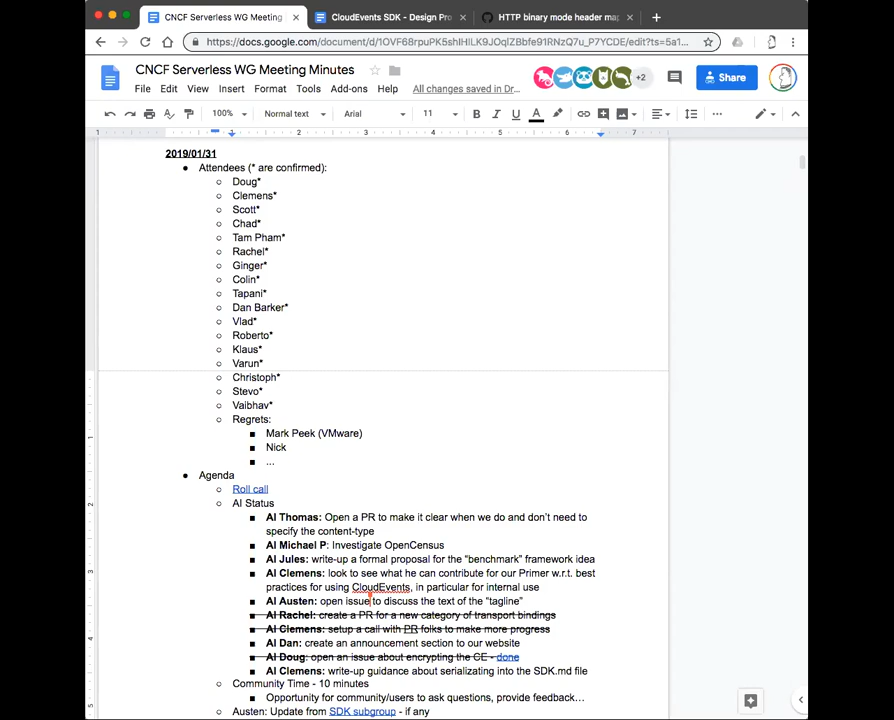 CNCF Serverless WG Meeting
CloudEvents SDK - Design Pro
HTTP binary mode header ma
https://docs.google.com/document/d/
CNCF Serverless WG Meeting Minutes
File Edit View Insert Format Tools Add-ons Help All changes saved in Dr...
+2
Share
100% Normal text Arial 11 B I U A
1 1 2 3 4 5 6 7
2019/01/31
Attendees (* are confirmed):
Doug*
Clemens*
Scott*
Chad*
Tam Pham*
Rachel*
Ginger*
Colin*
Tapani*
Dan Barker*
Vlad*
Roberto*
Klaus*
Varun*
Christoph*
Stevo*
Vaibhav*
Regrets:
Mark Peek (VMware)
Nick
...
Agenda
Roll call
AI Status
AI Thomas: Open a PR to make it clear when we do and don't need to
specify the content-type
AI Michael P: Investigate OpenCensus
AI Jules: write-up a formal proposal for the "benchmark" framework idea
AI Clemens: look to see what he can contribute for our Primer w.r.t. best
practices for using CloudEvents, in particular for internal use
AI Austen: open issue to discuss the text of the "tagline"
AI Rachel: create a PR for a new category of transport bindings
AI Clemens: setup a call with PR folks to make more progress
AI Dan: create an announcement section to our website
AI Doug: open an issue about encrypting the CE - done
AI Clemens: write-up guidance about serializing into the SDK.md file
Community Time - 10 minutes
Opportunity for community/users to ask questions, provide feedback...
Austen: Update from SDK subgroup - if any